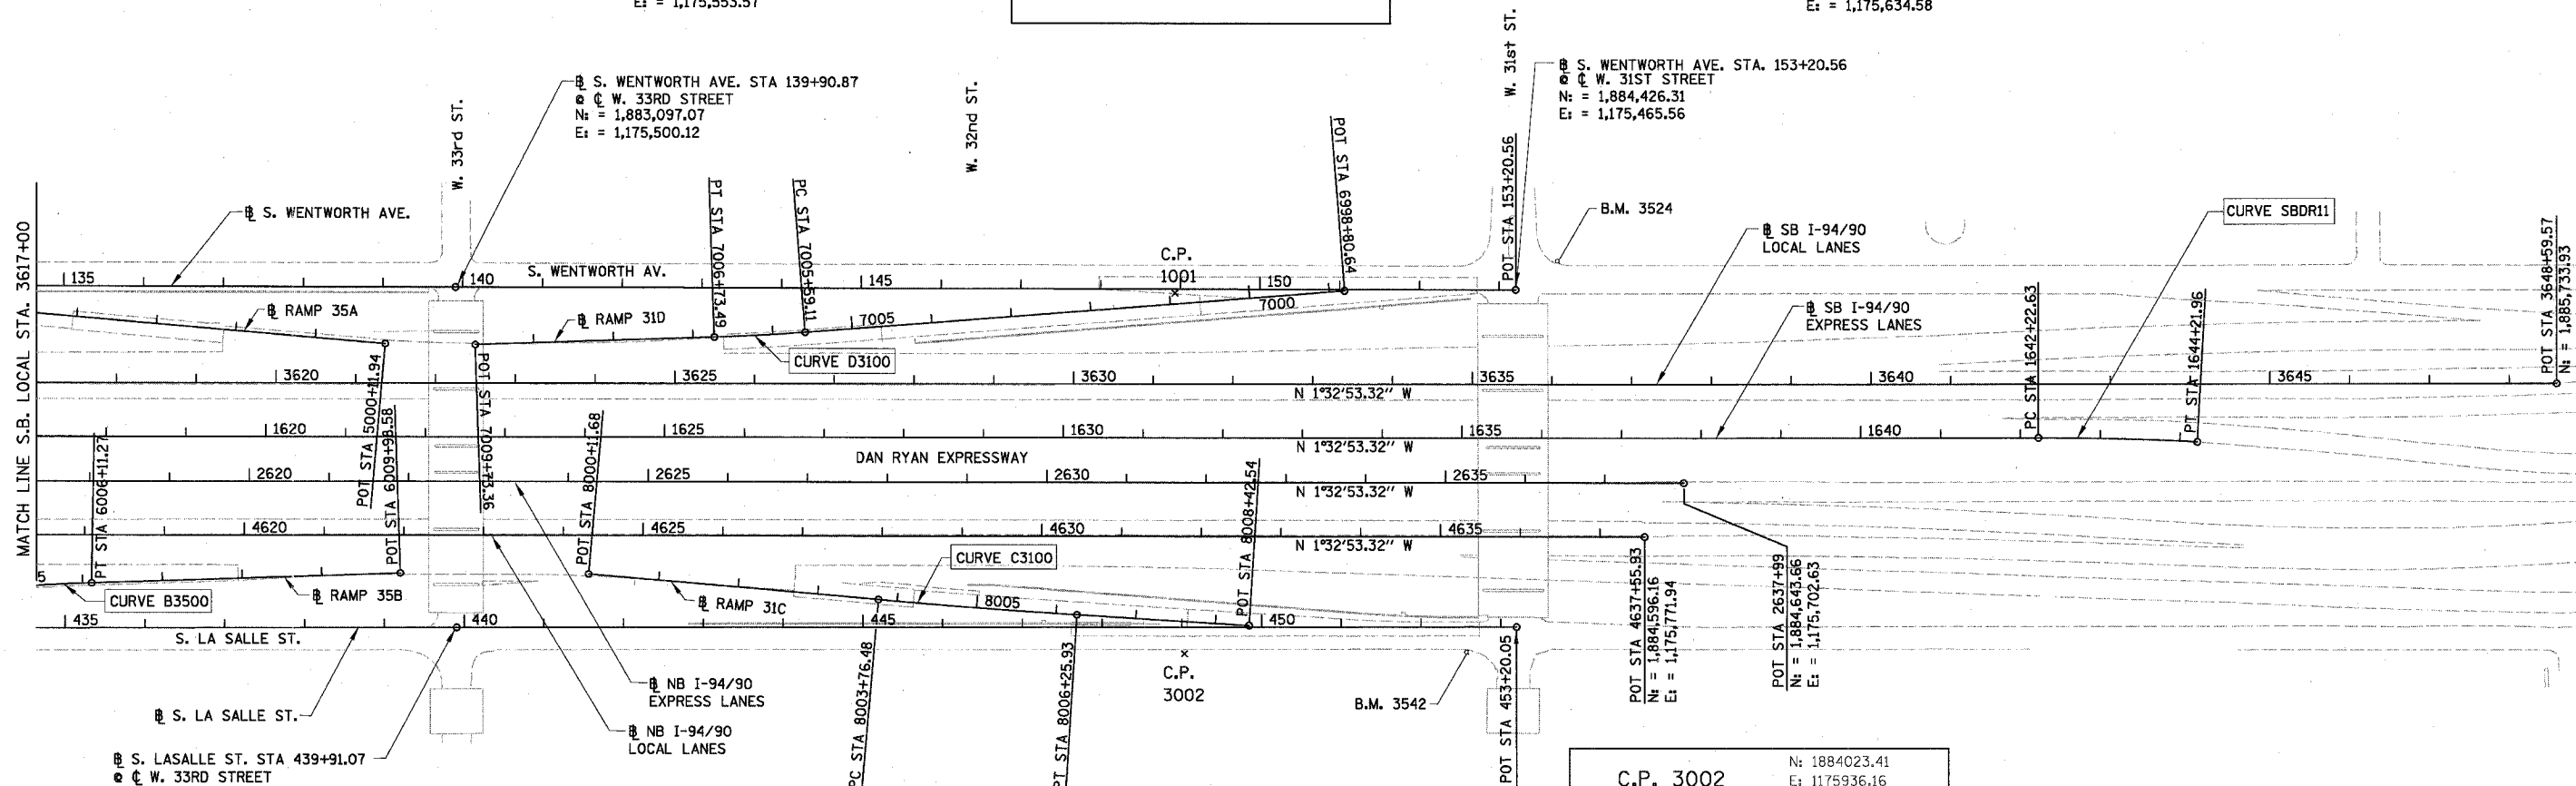 E: = 1,175,553.57
E: = 1,175,634.58
W. 33rd ST.
W. 32nd ST.
W. 31st ST.
℄ S. WENTWORTH AVE. STA 139+90.87
@ ℄ W. 33RD STREET
N: = 1,883,097.07
E: = 1,175,500.12
℄ S. WENTWORTH AVE. STA. 153+20.56
@ ℄ W. 31ST STREET
N: = 1,884,426.31
E: = 1,175,465.56
MATCH LINE S.B. LOCAL STA. 3617+00
℄ S. WENTWORTH AVE.
PT STA 7006+73.49
PC STA 7005+59.11
POT STA 6998+80.64
POT STA 153+20.56
B.M. 3524
℄ SB I-94/90
LOCAL LANES
CURVE SBDR11
POT STA 3648+59.57
N: = 1,885,733.93
135
140
S. WENTWORTH AV.
145
C.P.
1001
150
℄ RAMP 35A
℄ RAMP 31D
7005
7000
CURVE D3100
℄ SB I-94/90
EXPRESS LANES
PC STA 1642+22.63
PT STA 1644+21.96
3620
3625
3630
3635
3640
3645
N 1°32'53.32'' W
POT STA 5000+11.94
POT STA 7009+73.36
1620
1625
1630
1635
1640
N 1°32'53.32'' W
DAN RYAN EXPRESSWAY
PT STA 6006+11.27
POT STA 6009+98.58
POT STA 8000+11.68
POT STA 8008+42.54
2620
2625
2630
2635
N 1°32'53.32'' W
4620
4625
4630
4635
N 1°32'53.32'' W
5
CURVE B3500
℄ RAMP 35B
℄ RAMP 31C
CURVE C3100
8005
POT STA 4637+55.93
N: = 1,884,596.16
E: = 1,175,771.94
POT STA 2637+99
N: = 1,884,643.66
E: = 1,175,702.63
435
440
445
450
S. LA SALLE ST.
℄ NB I-94/90
EXPRESS LANES
℄ NB I-94/90
LOCAL LANES
PC STA 8003+76.48
PT STA 8006+25.93
C.P.
3002
B.M. 3542
POT STA 453+20.05
℄ S. LA SALLE ST.
℄ S. LASALLE ST. STA 439+91.07
@ ℄ W. 33RD STREET
C.P. 3002
N: 1884023.41
E: 1175936.16